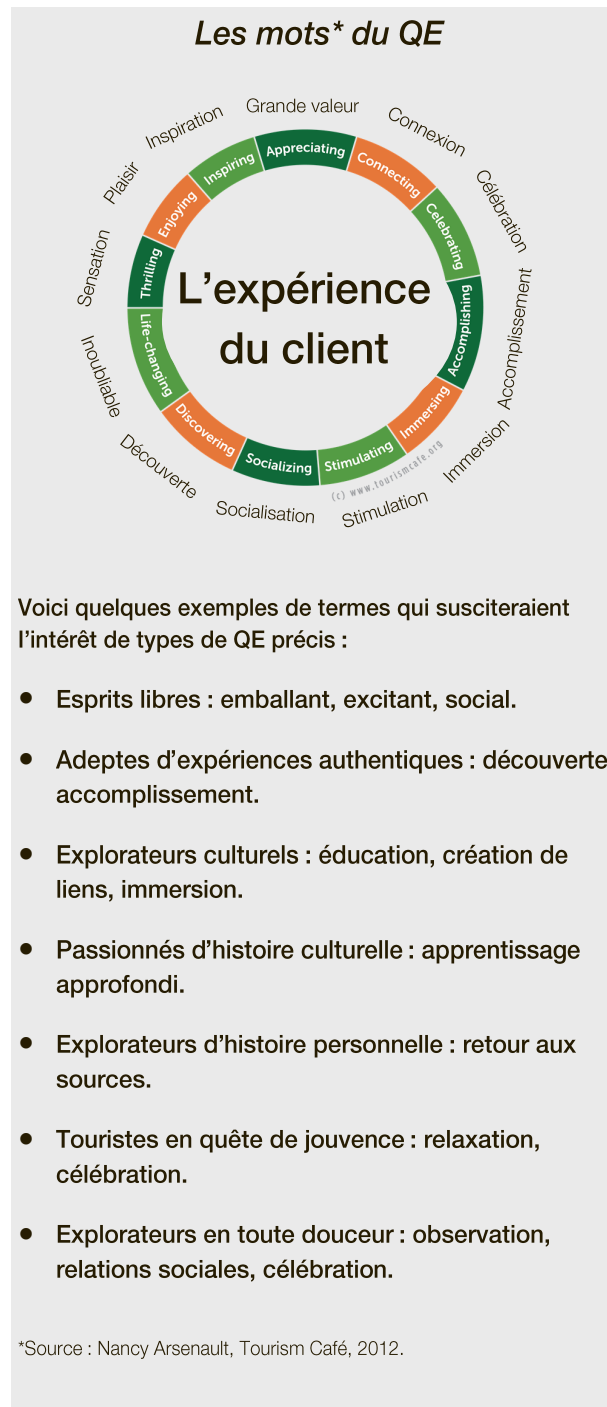 Les mots* du QE
Grande valeur
Connexion
Célébration
Accomplissement
Immersion
Stimulation
Socialisation
Découverte
Inoubliable
Sensation
Plaisir
Inspiration
Appreciating
Connecting
Celebrating
Accomplishing
Immersing
Stimulating
Socializing
Discovering
Life-changing
Thrilling
Enjoying
Inspiring
L’expérience
du client
(c) www.tourismcafe.org
Voici quelques exemples de termes qui susciteraient
l’intérêt de types de QE précis :
• Esprits libres : emballant, excitant, social.
• Adeptes d’expériences authentiques : découverte
accomplissement.
• Explorateurs culturels : éducation, création de
liens, immersion.
• Passionnés d’histoire culturelle : apprentissage
approfondi.
• Explorateurs d’histoire personnelle : retour aux
sources.
• Touristes en quête de jouvence : relaxation,
célébration.
• Explorateurs en toute douceur : observation,
relations sociales, célébration.
*Source : Nancy Arsenault, Tourism Café, 2012.